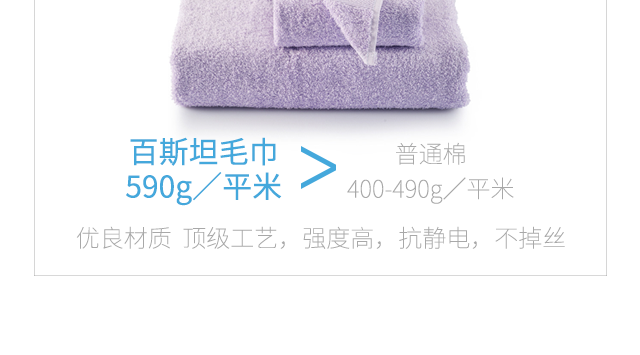 百斯坦毛巾
590g／平米
>
普通棉
400-490g／平米
优良材质 顶级工艺，强度高，抗静电，不掉丝